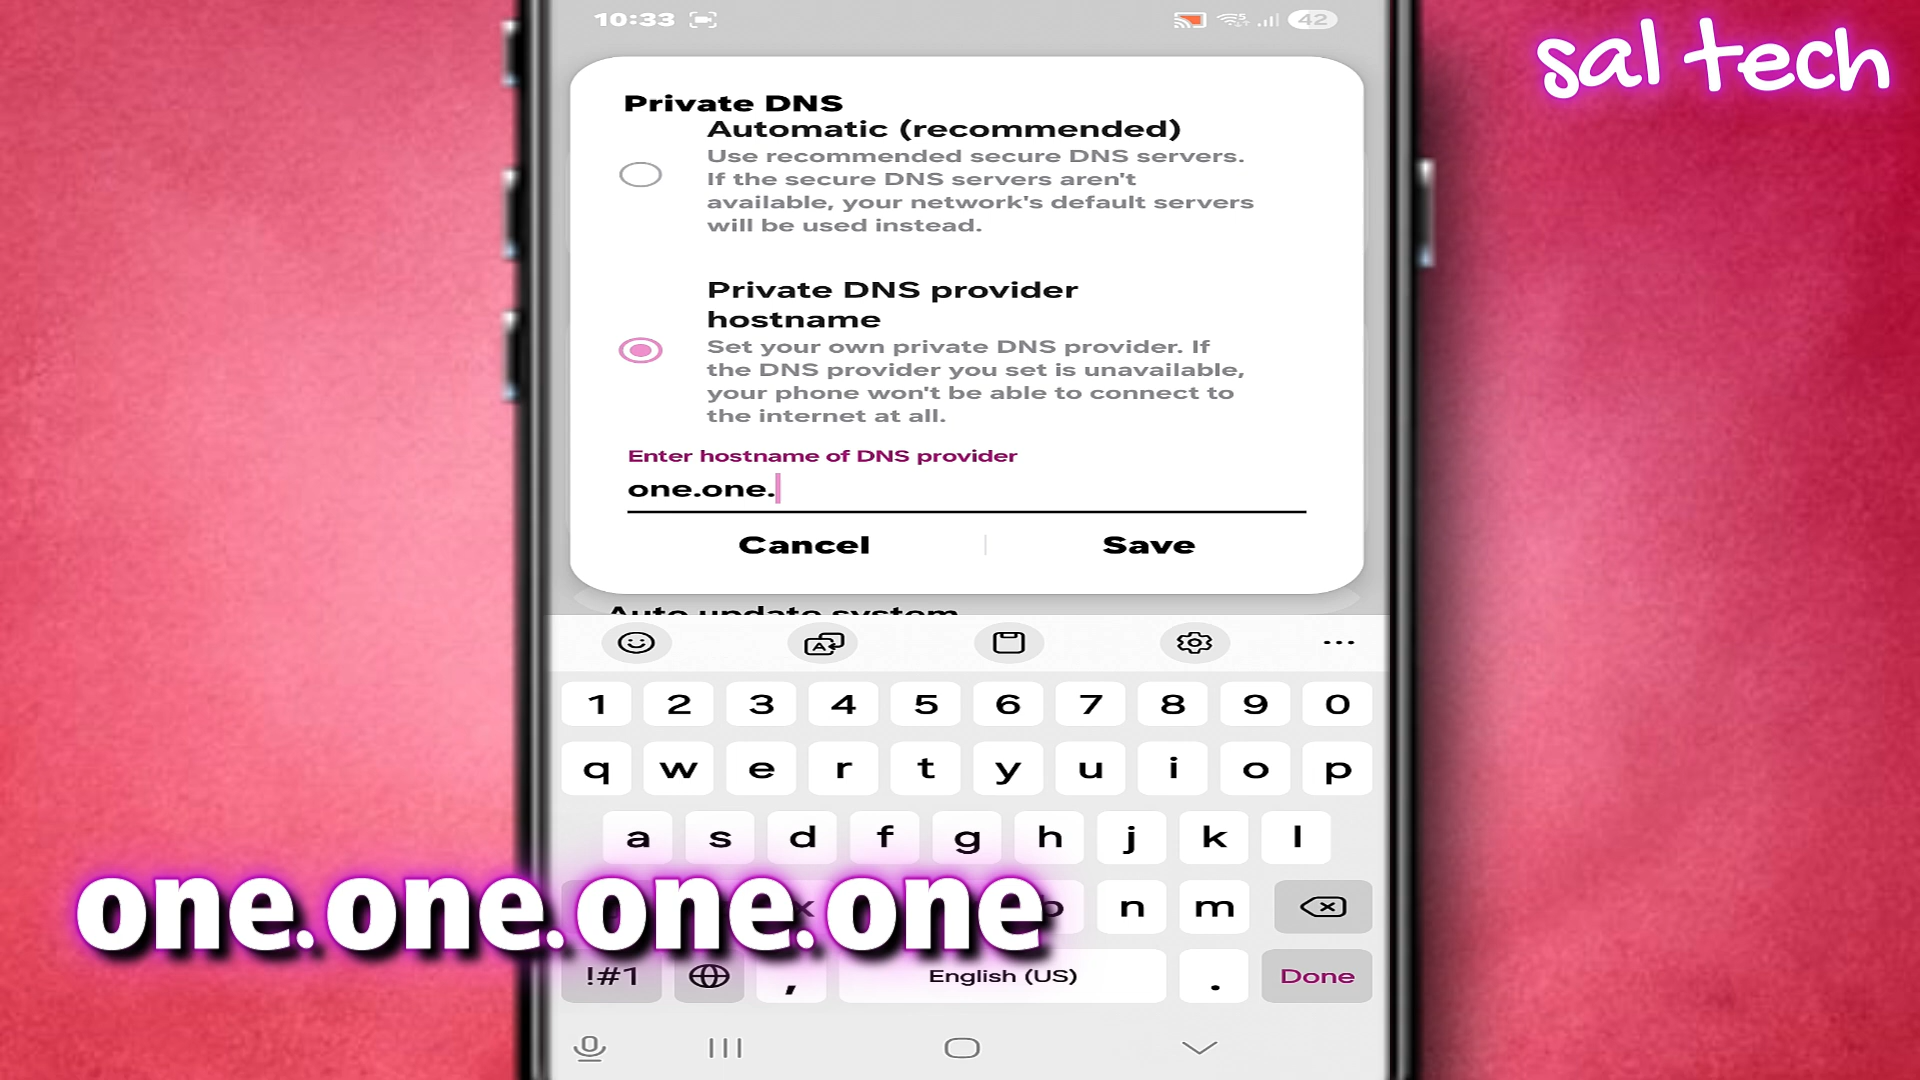 10:33
42
sal tech
Private DNS
Automatic (recommended)
Use recommended secure DNS servers.
If the secure DNS servers aren't
available, your network's default servers
will be used instead.
Private DNS provider
hostname
Set your own private DNS provider. If
the DNS provider you set is unavailable,
your phone won't be able to connect to
the internet at all.
Enter hostname of DNS provider
one.one.
Cancel
Save
Auto update system
1 2 3 4 5 6 7 8 9 0
q w e r t y u i o p
a s d f g h j k l
n m
one.one.one.one
!#1 , English (US) . Done